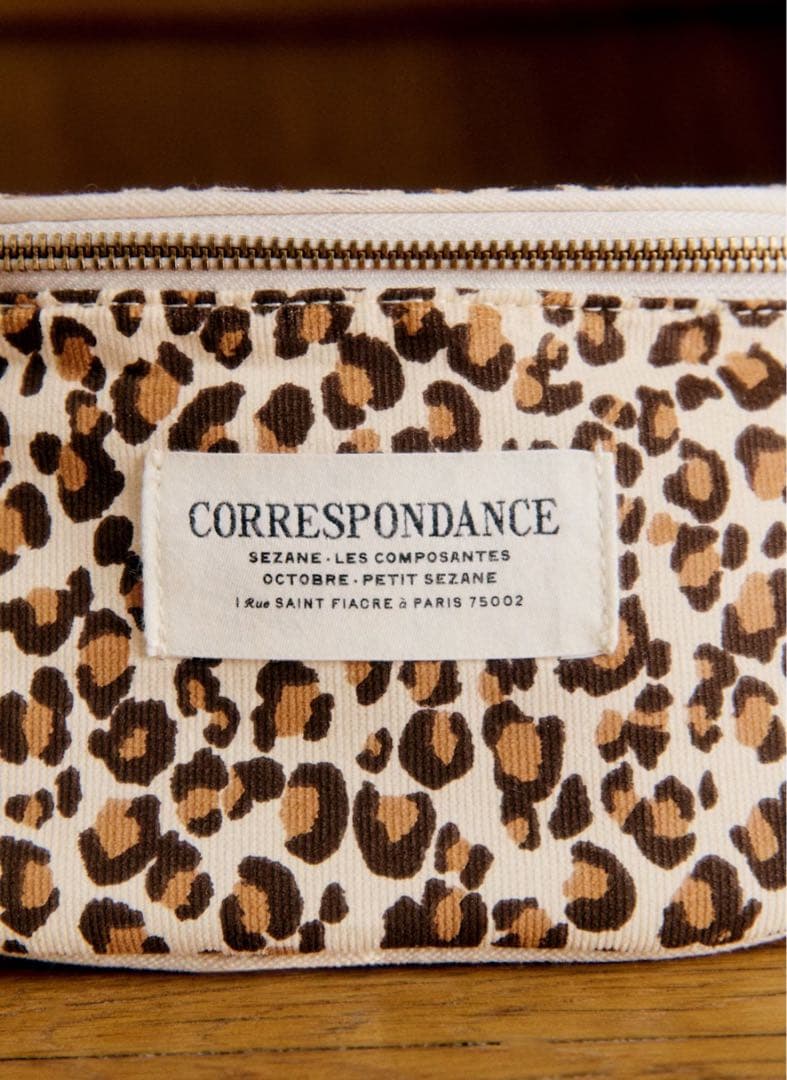 CORRESPONDANCE
SEZANE · LES COMPOSANTES
OCTOBRE · PETIT SEZANE
1 Rue SAINT FIACRE à PARIS 75002